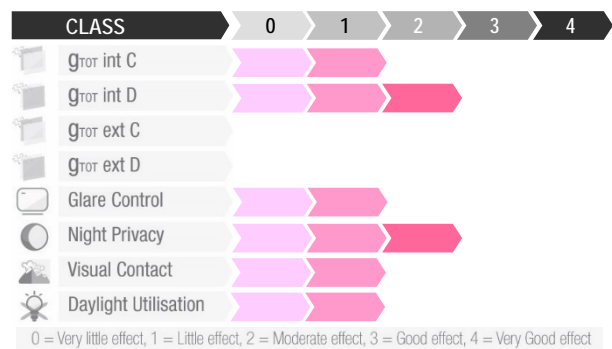 CLASS 0 1 2 3 4
gTOT int C
gTOT int D
gTOT ext C
gTOT ext D
Glare Control
Night Privacy
Visual Contact
Daylight Utilisation
0 = Very little effect, 1 = Little effect, 2 = Moderate effect, 3 = Good effect, 4 = Very Good effect